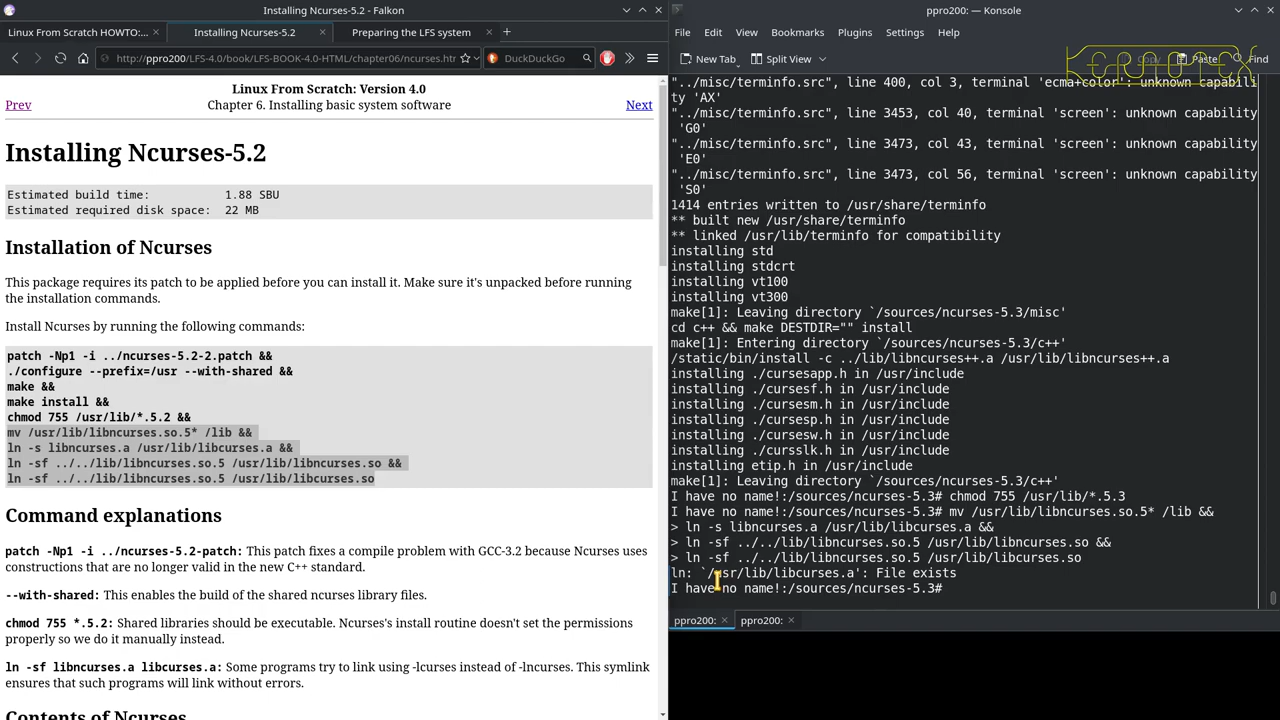 Installing Ncurses-5.2 - Falkon
Linux From Scratch HOWTO:...
Installing Ncurses-5.2
Preparing the LFS system
http://ppro200/LFS-4.0/book/LFS-BOOK-4.0-HTML/chapter06/ncurses.htm
DuckDuckGo
Linux From Scratch: Version 4.0
Prev
Chapter 6. Installing basic system software
Next
Installing Ncurses-5.2
Estimated build time: 1.88 SBU
Estimated required disk space: 22 MB
Installation of Ncurses
This package requires its patch to be applied before you can install it. Make sure it's unpacked before running
the installation commands.
Install Ncurses by running the following commands:
patch -Np1 -i ../ncurses-5.2-2.patch &&
./configure --prefix=/usr --with-shared &&
make &&
make install &&
chmod 755 /usr/lib/*.5.2 &&
mv /usr/lib/libncurses.so.5* /lib &&
ln -s libncurses.a /usr/lib/libcurses.a &&
ln -sf ../../lib/libncurses.so.5 /usr/lib/libncurses.so &&
ln -sf ../../lib/libncurses.so.5 /usr/lib/libcurses.so
Command explanations
patch -Np1 -i ../ncurses-5.2-patch: This patch fixes a compile problem with GCC-3.2 because Ncurses uses
constructions that are no longer valid in the new C++ standard.
--with-shared: This enables the build of the shared ncurses library files.
chmod 755 *.5.2: Shared libraries should be executable. Ncurses's install routine doesn't set the permissions
properly so we do it manually instead.
ln -sf libncurses.a libcurses.a: Some programs try to link using -lcurses instead of -lncurses. This symlink
ensures that such programs will link without errors.
Contents of Ncurses
ppro200: — Konsole
File Edit View Bookmarks Plugins Settings Help
New Tab
Split View
Copy
Paste
Find
"../misc/terminfo.src", line 400, col 3, terminal 'ecma+color': unknown capabili
ty 'AX'
"../misc/terminfo.src", line 3453, col 40, terminal 'screen': unknown capability
'G0'
"../misc/terminfo.src", line 3473, col 43, terminal 'screen': unknown capability
'E0'
"../misc/terminfo.src", line 3473, col 56, terminal 'screen': unknown capability
'S0'
1414 entries written to /usr/share/terminfo
** built new /usr/share/terminfo
** linked /usr/lib/terminfo for compatibility
installing std
installing stdcrt
installing vt100
installing vt300
make[1]: Leaving directory `/sources/ncurses-5.3/misc'
cd c++ && make DESTDIR="" install
make[1]: Entering directory `/sources/ncurses-5.3/c++'
/static/bin/install -c ../lib/libncurses++.a /usr/lib/libncurses++.a
installing ./cursesapp.h in /usr/include
installing ./cursesf.h in /usr/include
installing ./cursesm.h in /usr/include
installing ./cursesp.h in /usr/include
installing ./cursesw.h in /usr/include
installing ./cursslk.h in /usr/include
installing etip.h in /usr/include
make[1]: Leaving directory `/sources/ncurses-5.3/c++'
I have no name!:/sources/ncurses-5.3# chmod 755 /usr/lib/*.5.3
I have no name!:/sources/ncurses-5.3# mv /usr/lib/libncurses.so.5* /lib &&
> ln -s libncurses.a /usr/lib/libcurses.a &&
> ln -sf ../../lib/libncurses.so.5 /usr/lib/libncurses.so &&
> ln -sf ../../lib/libncurses.so.5 /usr/lib/libcurses.so
ln: `/usr/lib/libcurses.a': File exists
I have no name!:/sources/ncurses-5.3#
ppro200:
ppro200: